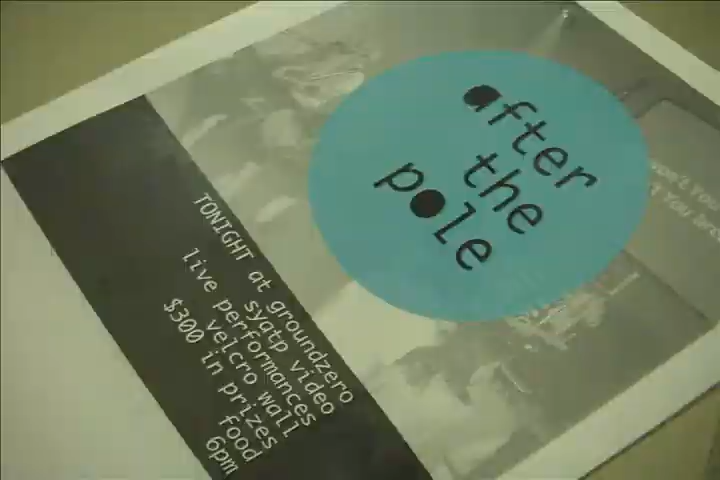 after
the
pole
TONIGHT at groundzero
syatp video
live performances
velcro wall
$300 in prizes
food
6pm